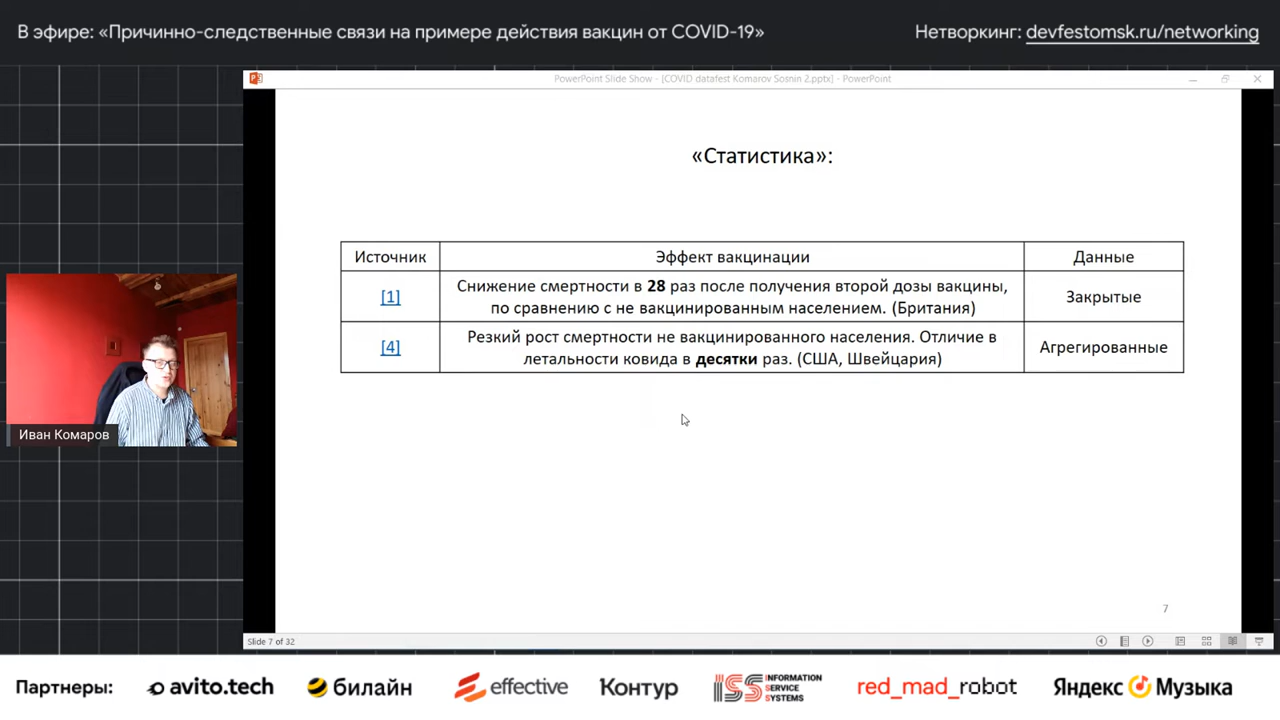 В эфире: «Причинно-следственные связи на примере действия вакцин от COVID-19»
Нетворкинг: devfestomsk.ru/networking
PowerPoint Slide Show - [COVID datafest Komarov Sosnin 2.pptx] - PowerPoint
«Статистика»:
Источник
Эффект вакцинации
Данные
[1]
Снижение смертности в 28 раз после получения второй дозы вакцины,
по сравнению с не вакцинированным населением. (Британия)
Закрытые
[4]
Резкий рост смертности не вакцинированного населения. Отличие в
летальности ковида в десятки раз. (США, Швейцария)
Агрегированные
Иван Комаров
7
Slide 7 of 32
Партнеры:
avito.tech
билайн
effective
Контур
ISS INFORMATION
SERVICE
SYSTEMS
red_mad_robot
Яндекс Музыка